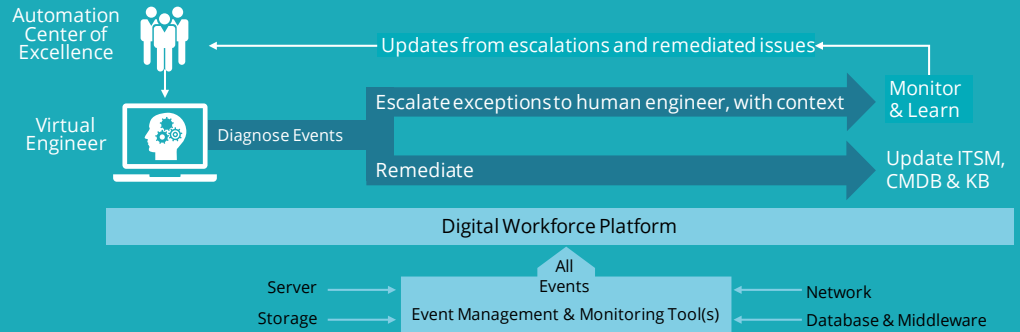 Automation
Center of
Excellence
Updates from escalations and remediated issues
Escalate exceptions to human engineer, with context
Monitor
& Learn
Virtual
Engineer
Diagnose Events
Remediate
Update ITSM,
CMDB & KB
Digital Workforce Platform
All
Events
Server
Network
Event Management & Monitoring Tool(s)
Storage
Database & Middleware